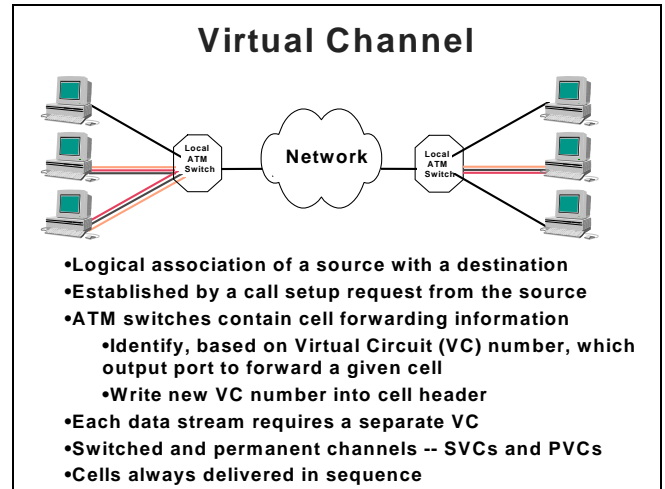 Virtual Channel
Local
ATM
Switch
Network
Local
ATM
Switch
•Logical association of a source with a destination
•Established by a call setup request from the source
•ATM switches contain cell forwarding information
•Identify, based on Virtual Circuit (VC) number, which
output port to forward a given cell
•Write new VC number into cell header
•Each data stream requires a separate VC
•Switched and permanent channels -- SVCs and PVCs
•Cells always delivered in sequence